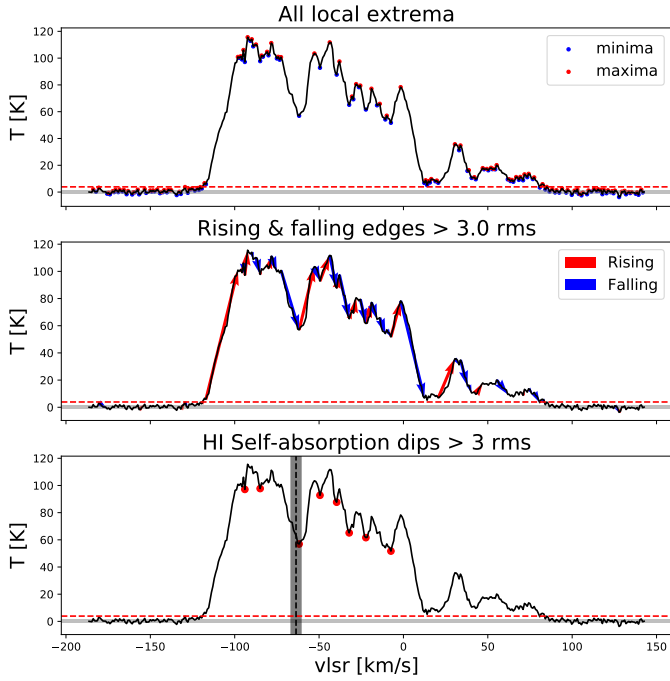 All local extrema
T [K]
120
100
80
60
40
20
0
minima
maxima
Rising & falling edges > 3.0 rms
T [K]
120
100
80
60
40
20
0
Rising
Falling
HI Self-absorption dips > 3 rms
T [K]
120
100
80
60
40
20
0
−200 −150 −100 −50 0 50 100 150
vlsr [km/s]